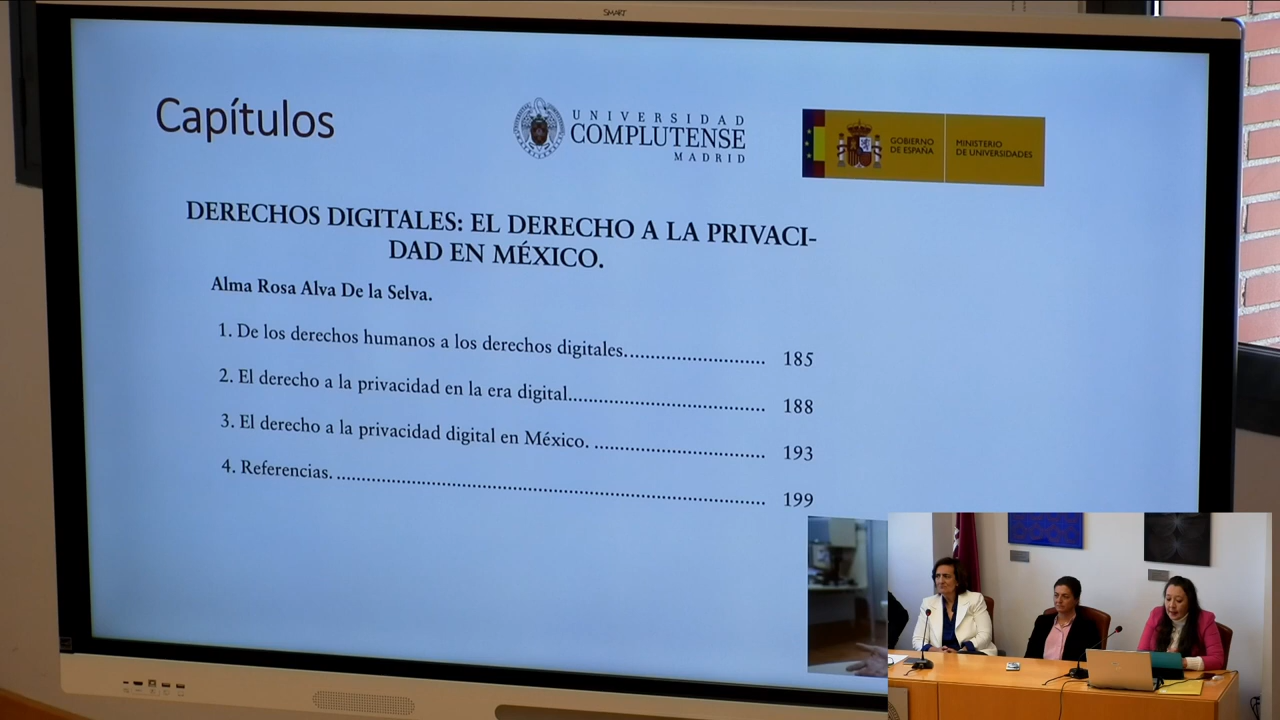 SMART
Capítulos
UNIVERSIDAD
COMPLUTENSE
MADRID
GOBIERNO
DE ESPAÑA
MINISTERIO
DE UNIVERSIDADES
DERECHOS DIGITALES: EL DERECHO A LA PRIVACI-
DAD EN MÉXICO.
Alma Rosa Alva De la Selva.
1. De los derechos humanos a los derechos digitales. 185
2. El derecho a la privacidad en la era digital. 188
3. El derecho a la privacidad digital en México. 193
4. Referencias. 199